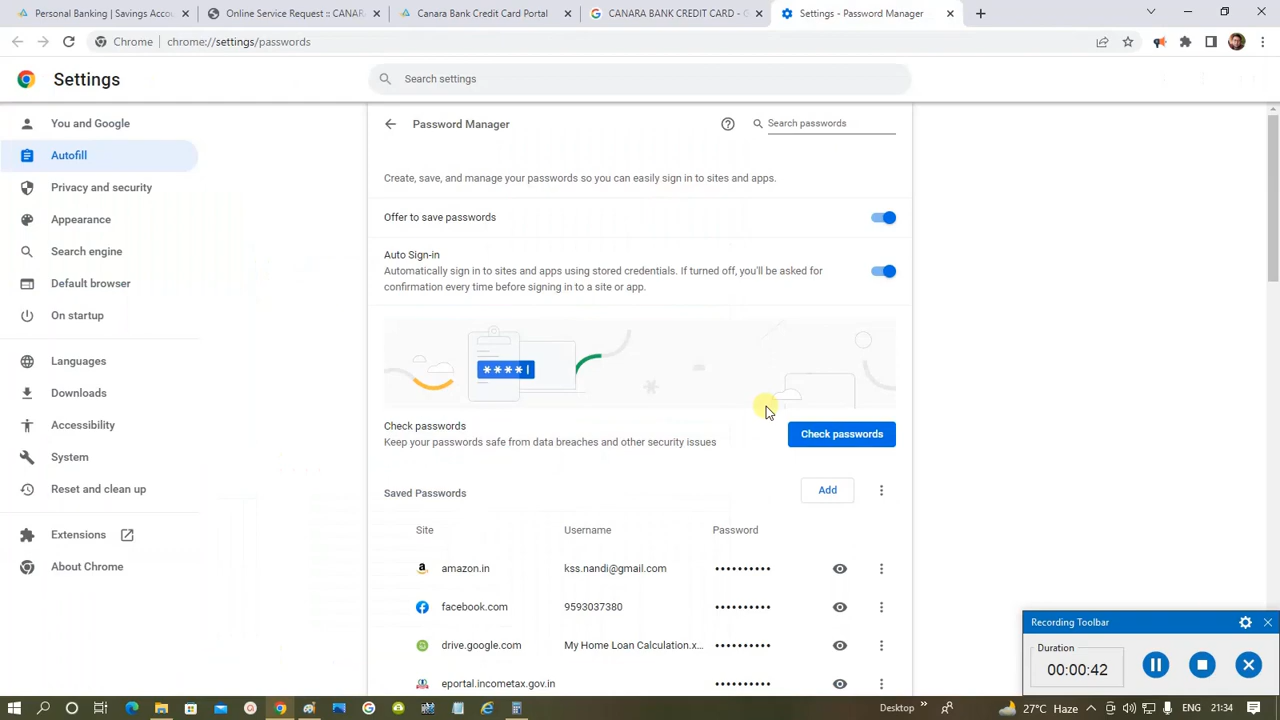 Personal Banking | Savings Accou
Online Service Request :: CANAR
Canara Bank Credit Card Portal
CANARA BANK CREDIT CARD - G
Settings - Password Manager
Chrome | chrome://settings/passwords
Settings
Search settings
You and Google
Autofill
Privacy and security
Appearance
Search engine
Default browser
On startup
Languages
Downloads
Accessibility
System
Reset and clean up
Extensions
About Chrome
Password Manager
Search passwords
Create, save, and manage your passwords so you can easily sign in to sites and apps.
Offer to save passwords
Auto Sign-in
Automatically sign in to sites and apps using stored credentials. If turned off, you'll be asked for
confirmation every time before signing in to a site or app.
****|
Check passwords
Keep your passwords safe from data breaches and other security issues
Check passwords
Saved Passwords
Add
Site Username Password
amazon.in kss.nandi@gmail.com ••••••••••
facebook.com 9593037380 ••••••••••
drive.google.com My Home Loan Calculation.x... ••••••••••
eportal.incometax.gov.in ••••••••••
Recording Toolbar
Duration
00:00:42
Desktop
27°C Haze
ENG
21:34